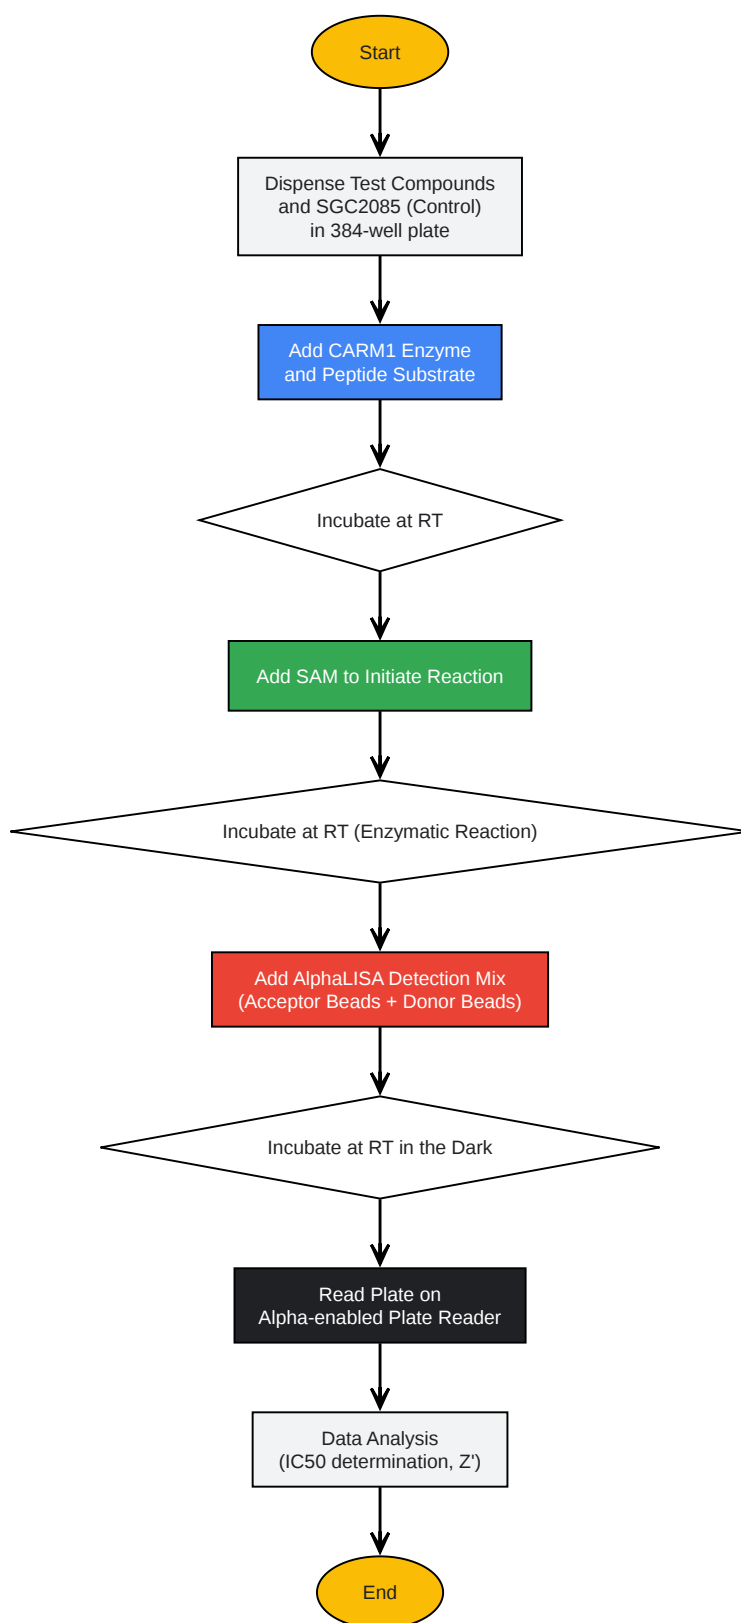 Start
Dispense Test Compounds
and SGC2085 (Control)
in 384-well plate
Add CARM1 Enzyme
and Peptide Substrate
Incubate at RT
Add SAM to Initiate Reaction
Incubate at RT (Enzymatic Reaction)
Add AlphaLISA Detection Mix
(Acceptor Beads + Donor Beads)
Incubate at RT in the Dark
Read Plate on
Alpha-enabled Plate Reader
Data Analysis
(IC50 determination, Z')
End